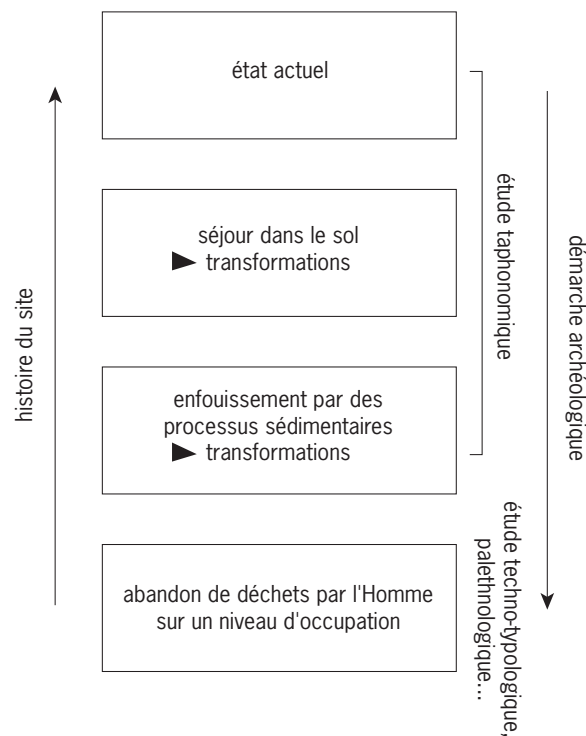 état actuel
séjour dans le sol
► transformations
enfouissement par des
processus sédimentaires
► transformations
abandon de déchets par l'Homme
sur un niveau d'occupation
histoire du site
étude taphonomique
étude techno-typologique,
palethnologique...
démarche archéologique